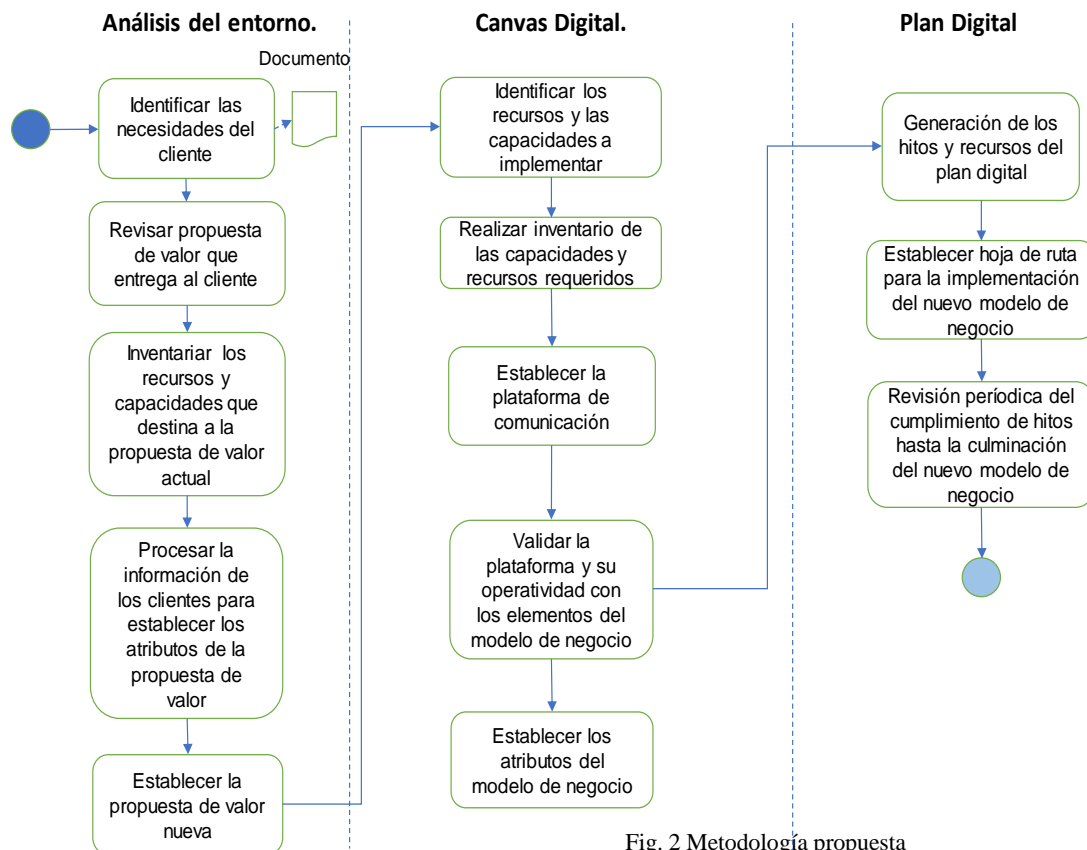 Análisis del entorno.
Documento
Identificar las
necesidades del
cliente
Revisar propuesta
de valor que
entrega al cliente
Inventariar los
recursos y
capacidades que
destina a la
propuesta de valor
actual
Procesar la
información de
los clientes para
establecer los
atributos de la
propuesta de
valor
Establecer la
propuesta de valor
nueva
Canvas Digital.
Identificar los
recursos y las
capacidades a
implementar
Realizar inventario de
las capacidades y
recursos requeridos
Establecer la
plataforma de
comunicación
Validar la
plataforma y su
operatividad con
los elementos del
modelo de negocio
Establecer los
atributos del
modelo de negocio
Plan Digital
Generación de los
hitos y recursos del
plan digital
Establecer hoja de ruta
para la implementación
del nuevo modelo de
negocio
Revisión períodica del
cumplimiento de hitos
hasta la culminación
del nuevo modelo de
negocio
Fig. 2 Metodología propuesta